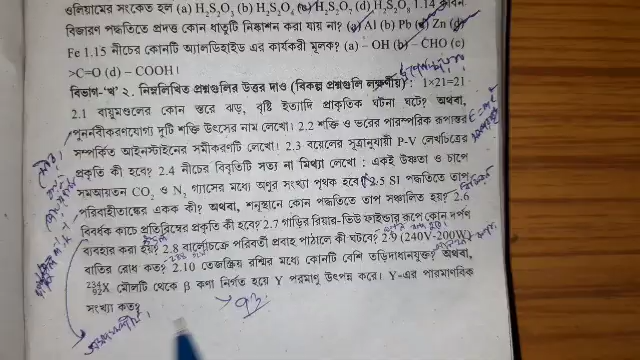 ওলিয়ামের সংকেত হল (a) H₂S₂O₃ (b) H₂S₂O₄ (c) H₂S₂O₇ (d) H₂S₂O₈ 1.14 কার্বন
বিজারণ পদ্ধতিতে প্রদত্ত কোন ধাতুটি নিষ্কাশন করা যায় না? (a) Al (b) Pb (c) Zn (d)
Fe 1.15 নীচের কোনটি অ্যালডিহাইড এর কার্যকরী মূলক? (a) – OH (b) – CHO (c)
>C=O (d) – COOH।
বিভাগ-'খ' ২. নিম্নলিখিত প্রশ্নগুলির উত্তর দাও (বিকল্প প্রশ্নগুলি লক্ষণীয়) : 1×21=21
2.1 বায়ুমণ্ডলের কোন স্তরে ঝড়, বৃষ্টি ইত্যাদি প্রাকৃতিক ঘটনা ঘটে? অথবা,
পুনর্নবীকরণযোগ্য দুটি শক্তি উৎসের নাম লেখো। 2.2 শক্তি ও ভরের পারস্পরিক রূপান্তর
সম্পর্কিত আইনস্টাইনের সমীকরণটি লেখো। 2.3 বয়েলের সূত্রানুযায়ী P-V লেখচিত্রের
প্রকৃতি কী হবে? 2.4 নীচের বিবৃতিটি সত্য না মিথ্যা লেখো : একই উষ্ণতা ও চাপে
সমআয়তন CO₂ ও N₂ গ্যাসের মধ্যে অণুর সংখ্যা পৃথক হবে। 2.5 SI পদ্ধতিতে তাপ
পরিবাহীতাঙ্কের একক কী? অথবা, শূন্যস্থানে কোন পদ্ধতিতে তাপ সঞ্চালিত হয়? 2.6
বিবর্ধক কাচে প্রতিবিম্বের প্রকৃতি কী হবে? 2.7 গাড়ির রিয়ার-ভিউ ফাইন্ডার রূপে কোন দর্পণ
ব্যবহার করা হয়? 2.8 বার্লোচক্রে পরিবর্তী প্রবাহ পাঠালে কী ঘটবে? 2.9 (240V-200W)
বাতির রোধ কত? 2.10 তেজস্ক্রিয় রশ্মির মধ্যে কোনটি বেশি তড়িদাধানযুক্ত? অথবা,
²³⁴₉₂X মৌলটি থেকে β কণা নির্গত হয়ে Y পরমাণু উৎপন্ন করে। Y-এর পারমাণবিক
সংখ্যা কত?
93